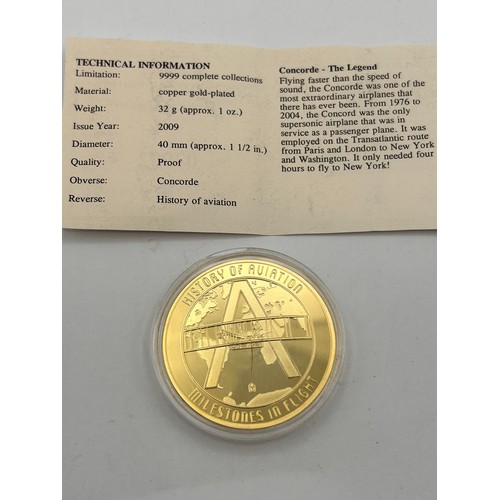 TECHNICAL INFORMATION
Limitation: 9999 complete collections
Material: copper gold-plated
Weight: 32 g (approx. 1 oz.)
Issue Year: 2009
Diameter: 40 mm (approx. 1 1/2 in.)
Quality: Proof
Obverse: Concorde
Reverse: History of aviation
Concorde - The Legend
Flying faster than the speed of
sound, the Concorde was one of the
most extraordinary airplanes that
there has ever been. From 1976 to
2004, the Concord was the only
supersonic airplane that was in
service as a passenger plane. It was
employed on the Transatlantic route
from Paris and London to New York
and Washington. It only needed four
hours to fly to New York!
HISTORY OF AVIATION
A
MILESTONES IN FLIGHT